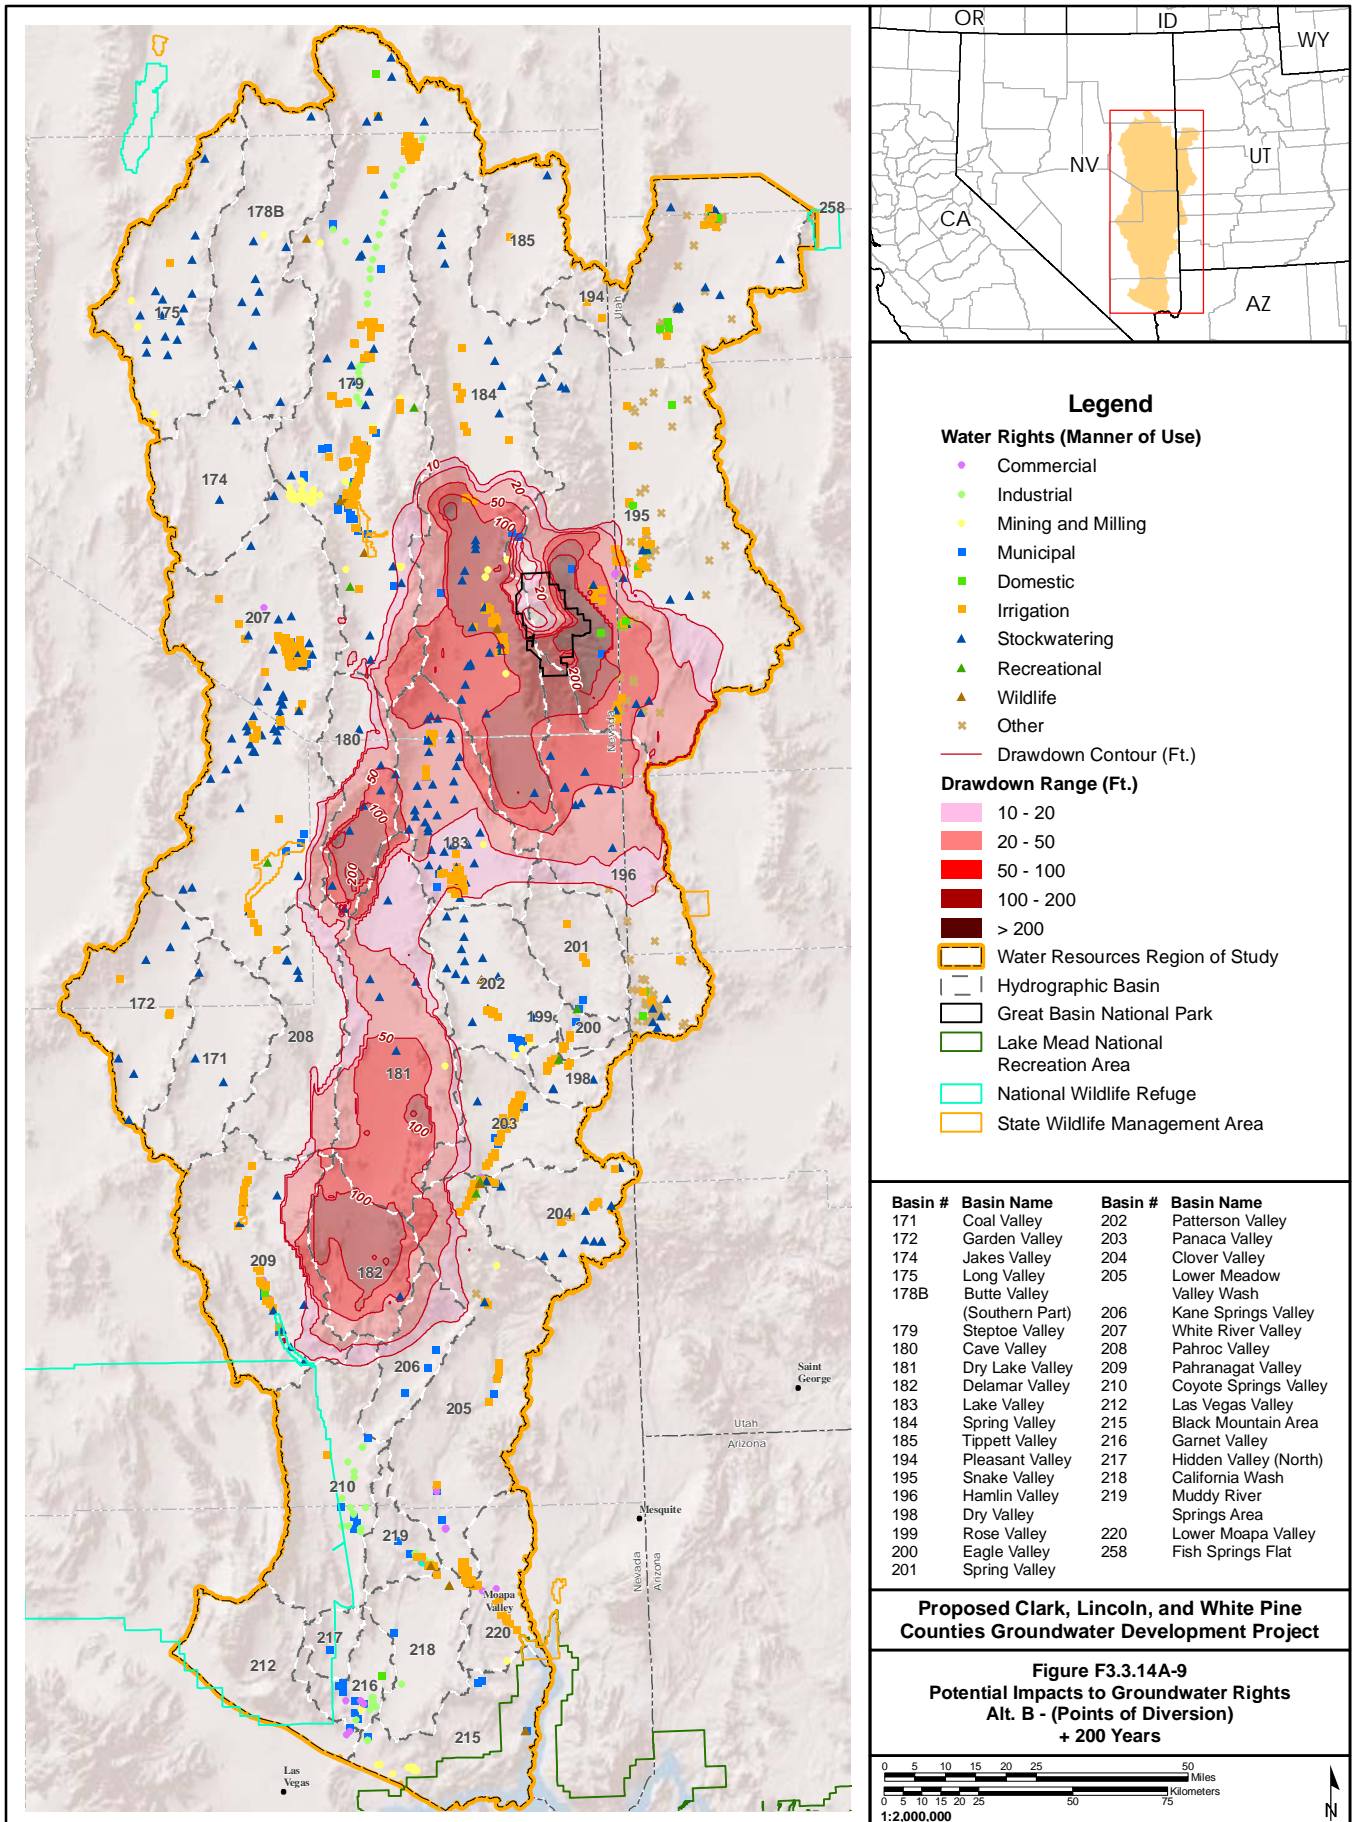 OR
ID
WY
NV
UT
CA
AZ
258
178B
185
194
Utah
175
179
184
174
10
20
50
100
195
20
207
200
180
Nevada
50
100
183
200
196
201
202
172
199
200
208
50
171
181
198
100
203
100
204
209
182
206
205
Saint
George
Utah
Arizona
210
Mesquite
219
Nevada
Arizona
Moapa
Valley
217
218
220
212
216
215
Las
Vegas
Legend
Water Rights (Manner of Use)
Commercial
Industrial
Mining and Milling
Municipal
Domestic
Irrigation
Stockwatering
Recreational
Wildlife
Other
Drawdown Contour (Ft.)
Drawdown Range (Ft.)
10 - 20
20 - 50
50 - 100
100 - 200
> 200
Water Resources Region of Study
Hydrographic Basin
Great Basin National Park
Lake Mead National
Recreation Area
National Wildlife Refuge
State Wildlife Management Area
Basin # Basin Name Basin # Basin Name
171 Coal Valley 202 Patterson Valley
172 Garden Valley 203 Panaca Valley
174 Jakes Valley 204 Clover Valley
175 Long Valley 205 Lower Meadow
178B Butte Valley Valley Wash
(Southern Part) 206 Kane Springs Valley
179 Steptoe Valley 207 White River Valley
180 Cave Valley 208 Pahroc Valley
181 Dry Lake Valley 209 Pahranagat Valley
182 Delamar Valley 210 Coyote Springs Valley
183 Lake Valley 212 Las Vegas Valley
184 Spring Valley 215 Black Mountain Area
185 Tippett Valley 216 Garnet Valley
194 Pleasant Valley 217 Hidden Valley (North)
195 Snake Valley 218 California Wash
196 Hamlin Valley 219 Muddy River
198 Dry Valley Springs Area
199 Rose Valley 220 Lower Moapa Valley
200 Eagle Valley 258 Fish Springs Flat
201 Spring Valley
Proposed Clark, Lincoln, and White Pine
Counties Groundwater Development Project
Figure F3.3.14A-9
Potential Impacts to Groundwater Rights
Alt. B - (Points of Diversion)
+ 200 Years
0 5 10 15 20 25 50
Miles
Kilometers
0 5 10 15 20 25 50 75
1:2,000,000
N